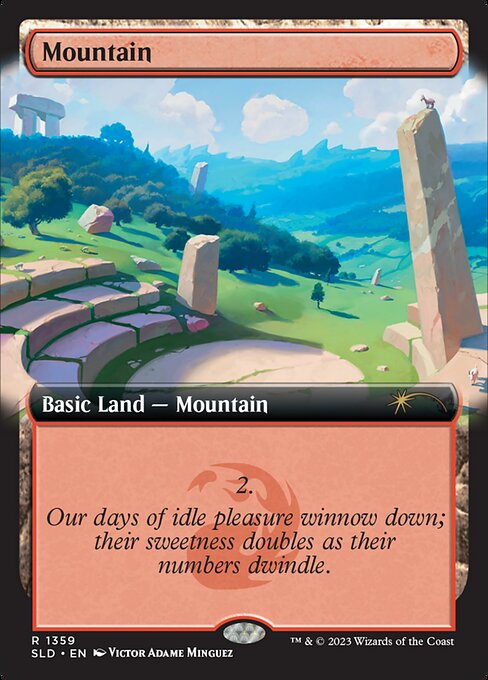 Mountain
Basic Land — Mountain
2.
Our days of idle pleasure winnow down;
their sweetness doubles as their
numbers dwindle.
R 1359
SLD • EN Victor Adame Minguez
™ & © 2023 Wizards of the Coast